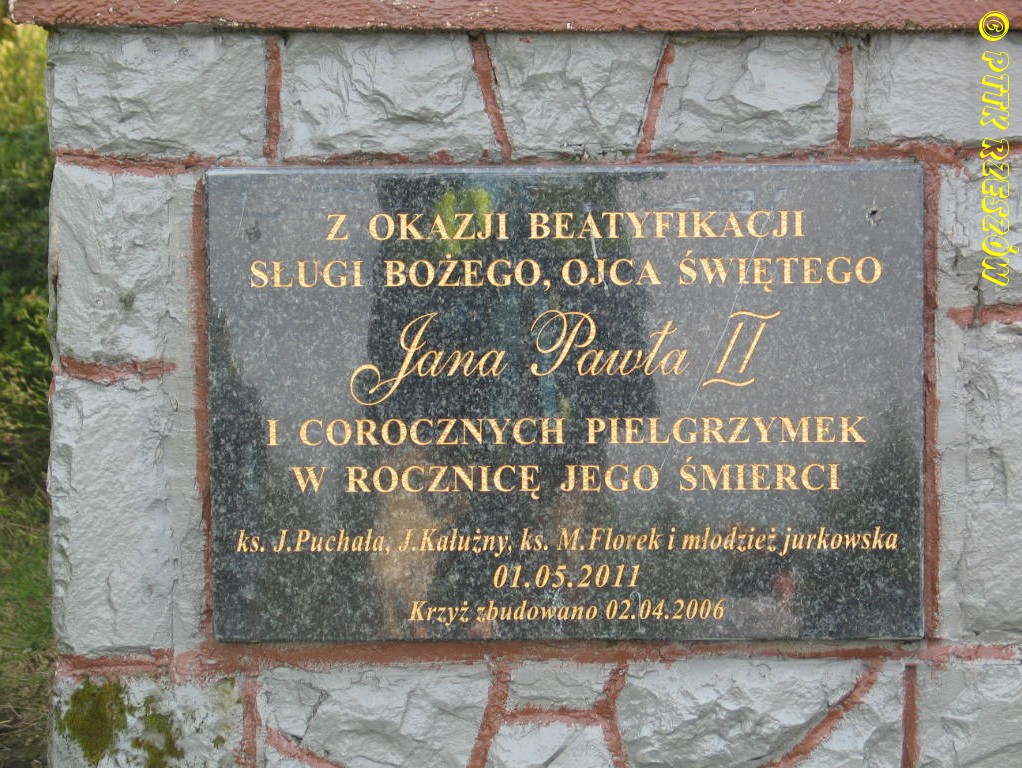 Z OKAZJI BEATYFIKACJI
SŁUGI BOŻEGO, OJCA ŚWIĘTEGO
Jana Pawła II
I COROCZNYCH PIELGRZYMEK
W ROCZNICĘ JEGO ŚMIERCI
ks. J.Puchała, J.Kałużny, ks. M.Florek i młodzież jurkowska
01.05.2011
Krzyż zbudowano 02.04.2006
© PTTK RZESZÓW